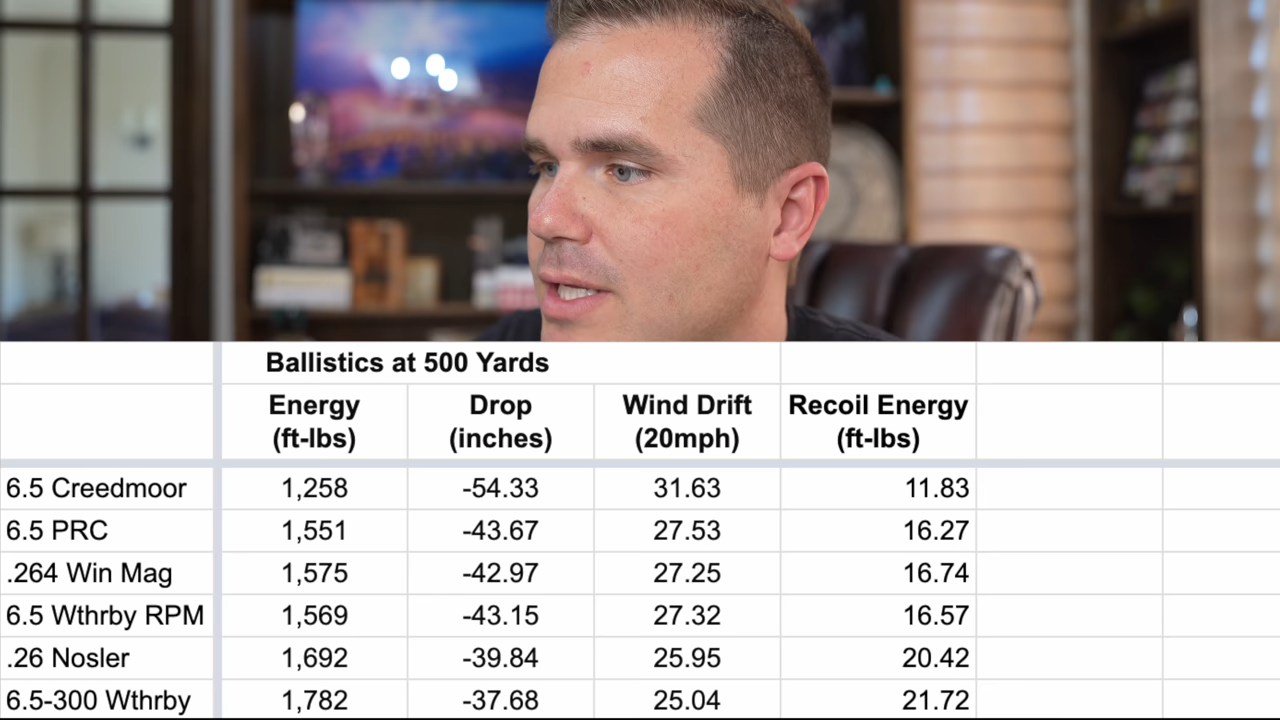 Ballistics at 500 Yards
Energy (ft-lbs) Drop (inches) Wind Drift (20mph) Recoil Energy (ft-lbs)
6.5 Creedmoor 1,258 -54.33 31.63 11.83
6.5 PRC 1,551 -43.67 27.53 16.27
.264 Win Mag 1,575 -42.97 27.25 16.74
6.5 Wthrby RPM 1,569 -43.15 27.32 16.57
.26 Nosler 1,692 -39.84 25.95 20.42
6.5-300 Wthrby 1,782 -37.68 25.04 21.72